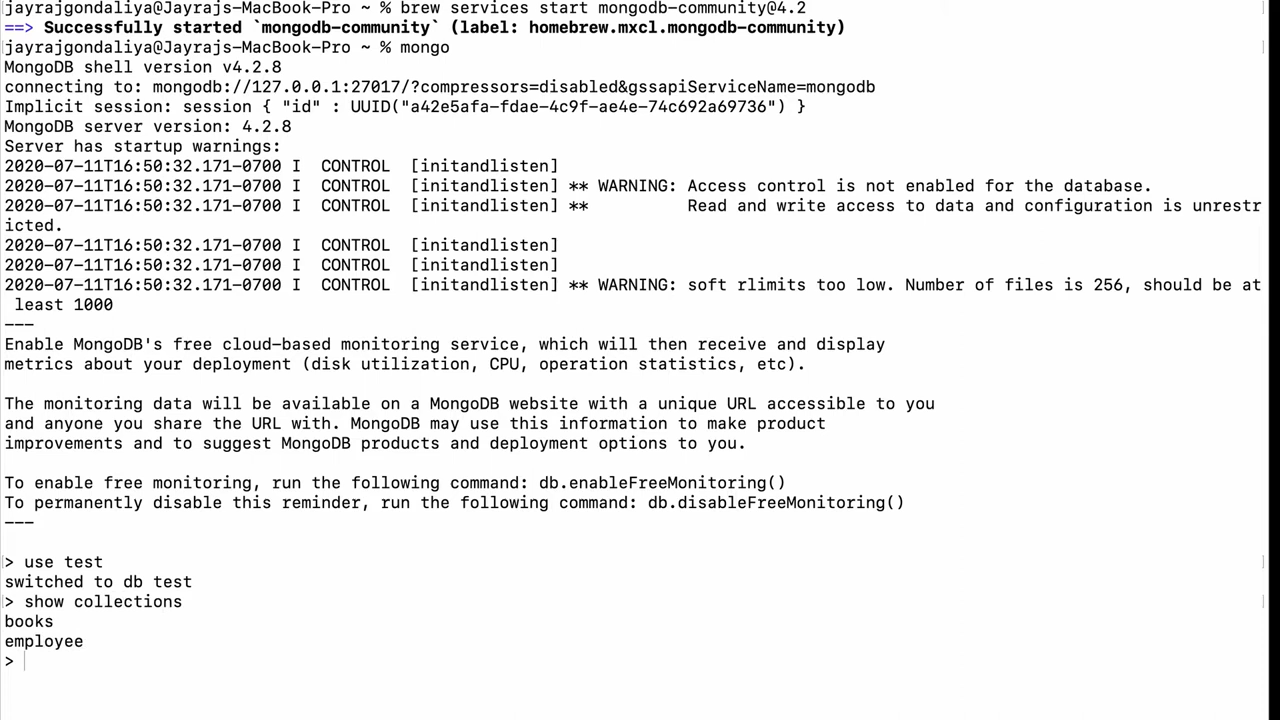 jayrajgondaliya@Jayrajs-MacBook-Pro ~ % brew services start mongodb-community@4.2
==> Successfully started `mongodb-community` (label: homebrew.mxcl.mongodb-community)
jayrajgondaliya@Jayrajs-MacBook-Pro ~ % mongo
MongoDB shell version v4.2.8
connecting to: mongodb://127.0.0.1:27017/?compressors=disabled&gssapiServiceName=mongodb
Implicit session: session { "id" : UUID("a42e5afa-fdae-4c9f-ae4e-74c692a69736") }
MongoDB server version: 4.2.8
Server has startup warnings:
2020-07-11T16:50:32.171-0700 I  CONTROL  [initandlisten]
2020-07-11T16:50:32.171-0700 I  CONTROL  [initandlisten] ** WARNING: Access control is not enabled for the database.
2020-07-11T16:50:32.171-0700 I  CONTROL  [initandlisten] **          Read and write access to data and configuration is unrestr
icted.
2020-07-11T16:50:32.171-0700 I  CONTROL  [initandlisten]
2020-07-11T16:50:32.171-0700 I  CONTROL  [initandlisten]
2020-07-11T16:50:32.171-0700 I  CONTROL  [initandlisten] ** WARNING: soft rlimits too low. Number of files is 256, should be at
 least 1000
---
Enable MongoDB's free cloud-based monitoring service, which will then receive and display
metrics about your deployment (disk utilization, CPU, operation statistics, etc).

The monitoring data will be available on a MongoDB website with a unique URL accessible to you
and anyone you share the URL with. MongoDB may use this information to make product
improvements and to suggest MongoDB products and deployment options to you.

To enable free monitoring, run the following command: db.enableFreeMonitoring()
To permanently disable this reminder, run the following command: db.disableFreeMonitoring()
---

> use test
switched to db test
> show collections
books
employee
>